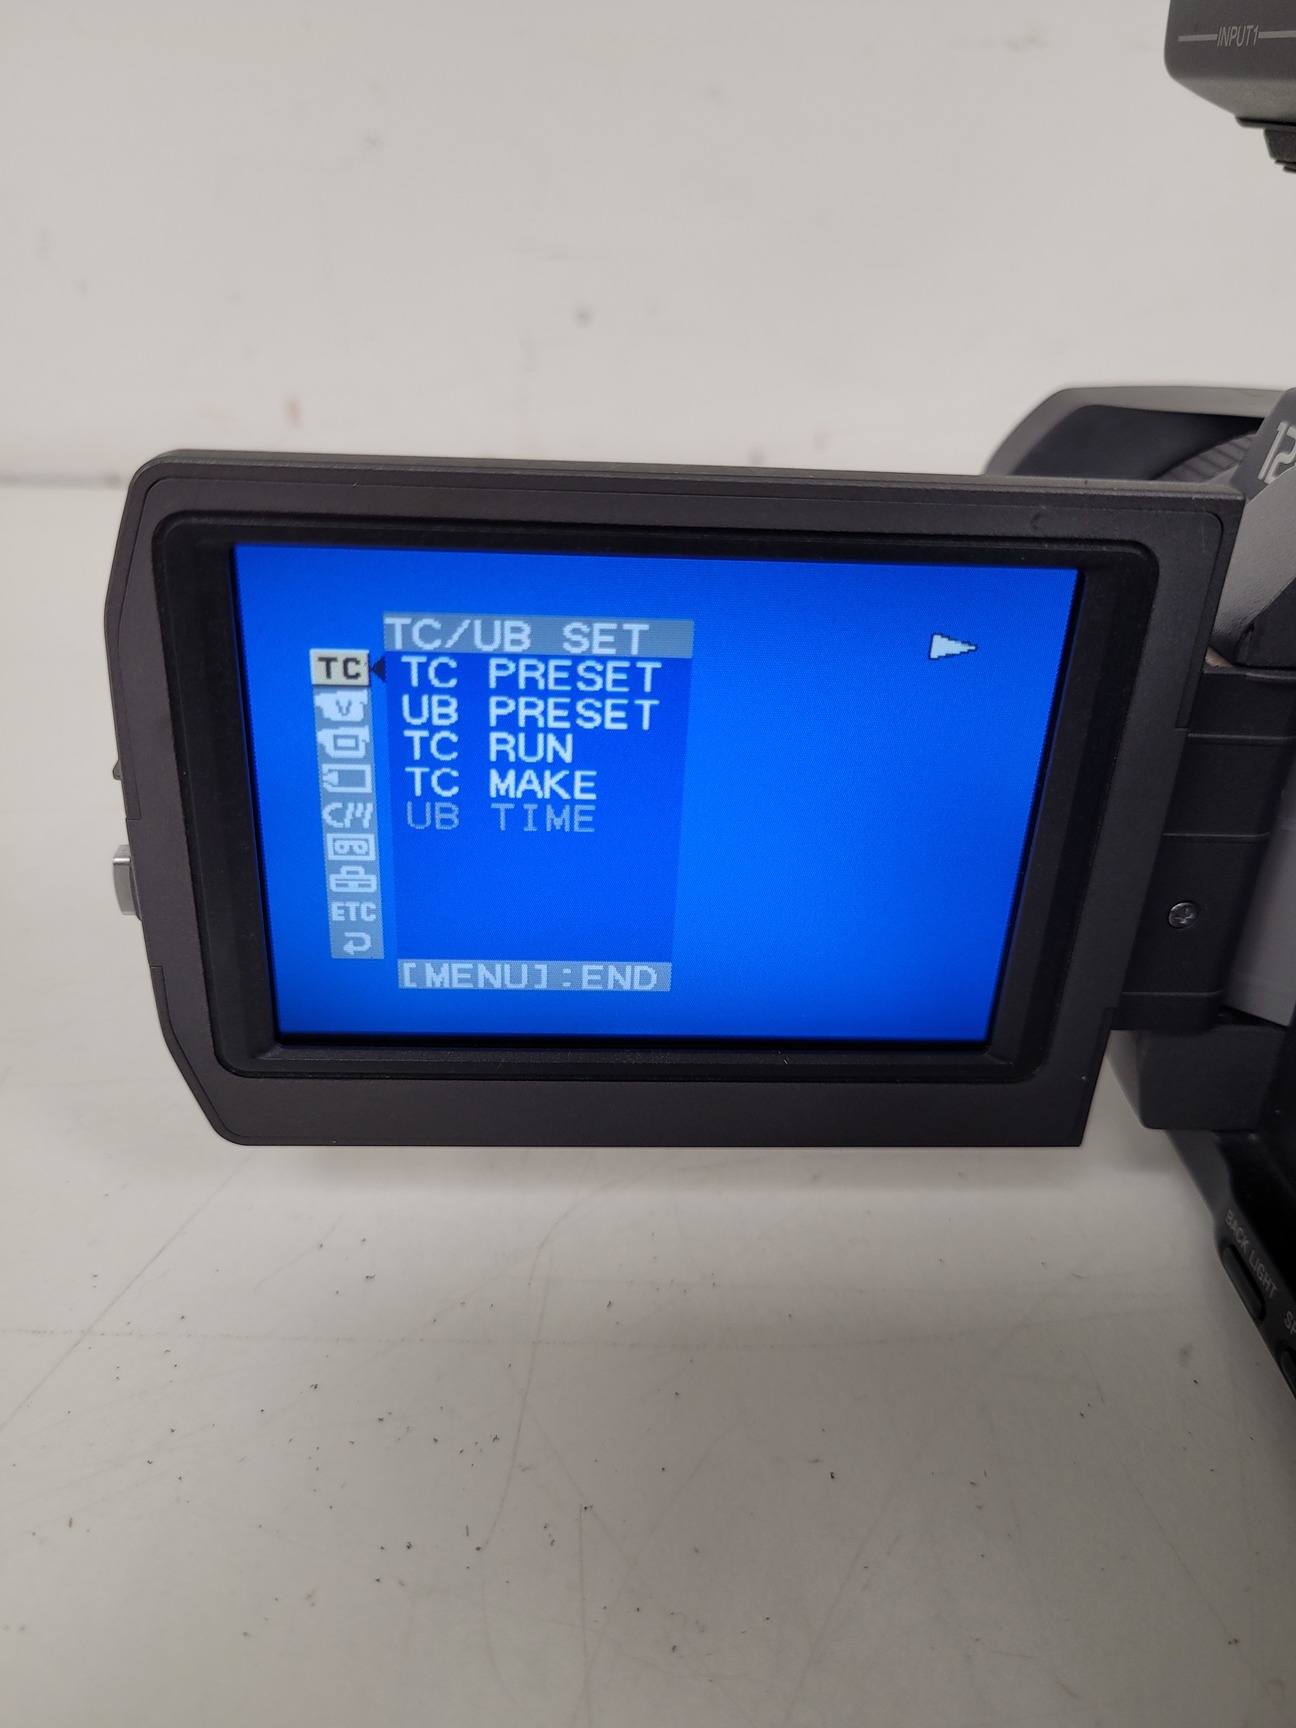 INPUT1
12
TC/UB SET
TC
TC PRESET
UB PRESET
TC RUN
TC MAKE
UB TIME
ETC
[MENU]:END
BACK LIGHT